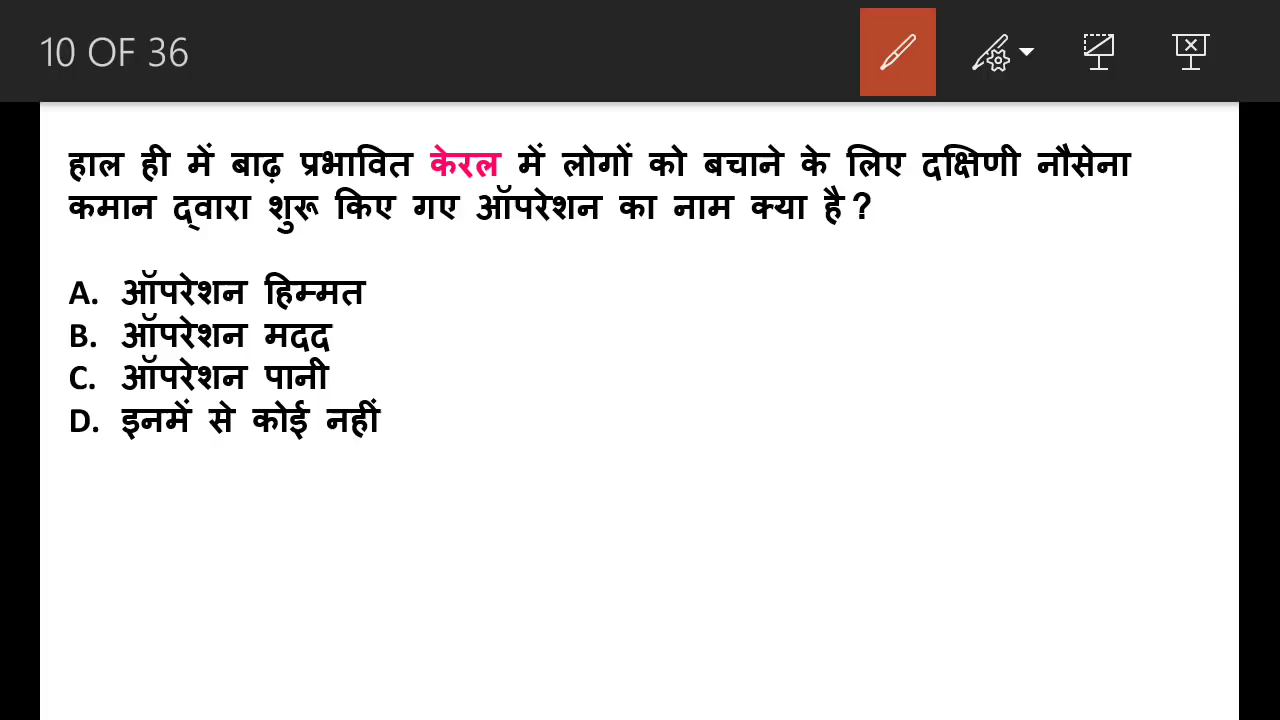 10 OF 36
हाल ही में बाढ़ प्रभावित केरल में लोगों को बचाने के लिए दक्षिणी नौसेना
कमान द्वारा शुरू किए गए ऑपरेशन का नाम क्या है ?
A. ऑपरेशन हिम्मत
B. ऑपरेशन मदद
C. ऑपरेशन पानी
D. इनमें से कोई नहीं